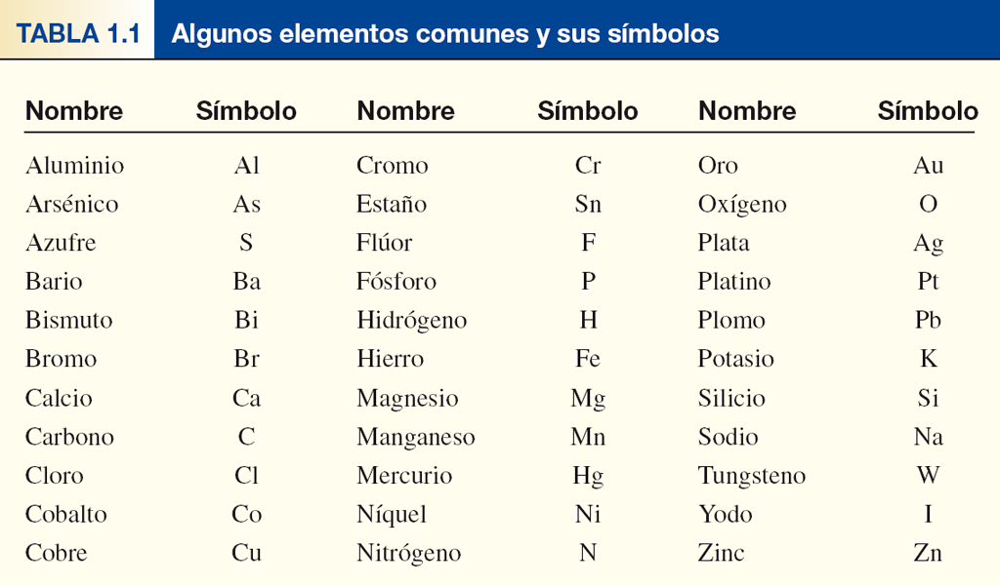 TABLA 1.1 Algunos elementos comunes y sus símbolos
Nombre Símbolo Nombre Símbolo Nombre Símbolo
Aluminio Al Cromo Cr Oro Au
Arsénico As Estaño Sn Oxígeno O
Azufre S Flúor F Plata Ag
Bario Ba Fósforo P Platino Pt
Bismuto Bi Hidrógeno H Plomo Pb
Bromo Br Hierro Fe Potasio K
Calcio Ca Magnesio Mg Silicio Si
Carbono C Manganeso Mn Sodio Na
Cloro Cl Mercurio Hg Tungsteno W
Cobalto Co Níquel Ni Yodo I
Cobre Cu Nitrógeno N Zinc Zn